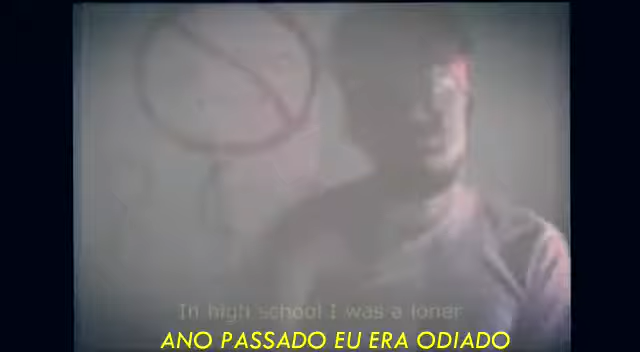 In high school I was a loner
ANO PASSADO EU ERA ODIADO